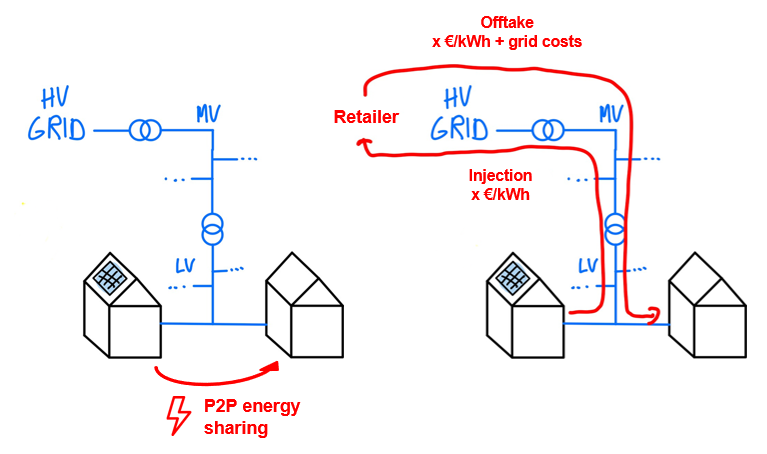 HV
GRID
MV
...
...
LV
...
...
P2P energy
sharing
Offtake
x €/kWh + grid costs
Retailer
HV
GRID
MV
...
Injection
x €/kWh
...
LV
...
...